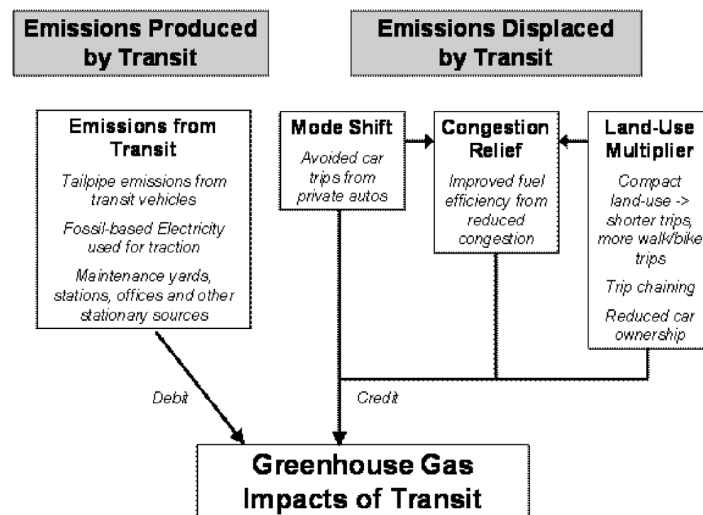 Emissions Produced
by Transit
Emissions Displaced
by Transit
Emissions from
Transit
Tailpipe emissions from
transit vehicles
Fossil-based Electricity
used for traction
Maintenance yards,
stations, offices and other
stationary sources
Mode Shift
Avoided car
trips from
private autos
Congestion
Relief
Improved fuel
efficiency from
reduced
congestion
Land-Use
Multiplier
Compact
land-use ->
shorter trips,
more walk/bike
trips
Trip chaining
Reduced car
ownership
Debit
Credit
Greenhouse Gas
Impacts of Transit